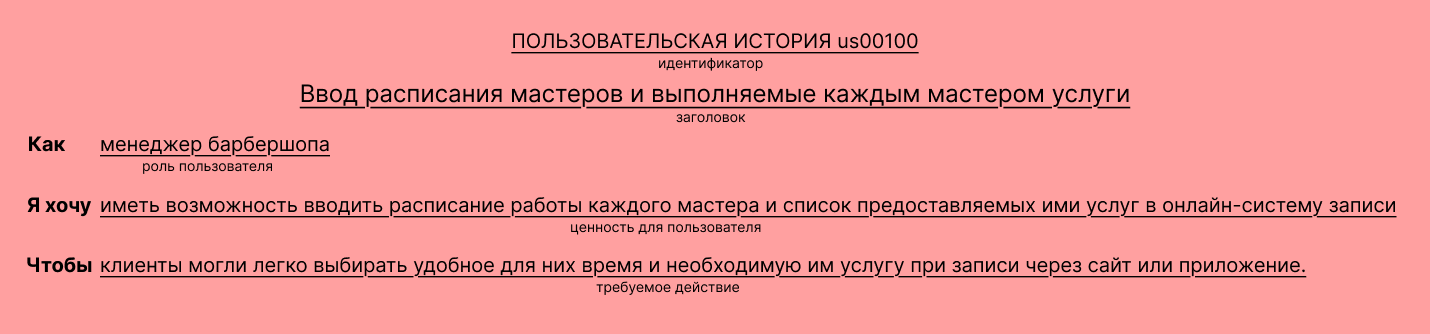 ПОЛЬЗОВАТЕЛЬСКАЯ ИСТОРИЯ us00100
идентификатор
Ввод расписания мастеров и выполняемые каждым мастером услуги
заголовок
Как менеджер барбершопа
роль пользователя
Я хочу иметь возможность вводить расписание работы каждого мастера и список предоставляемых ими услуг в онлайн-систему записи
ценность для пользователя
Чтобы клиенты могли легко выбирать удобное для них время и необходимую им услугу при записи через сайт или приложение.
требуемое действие